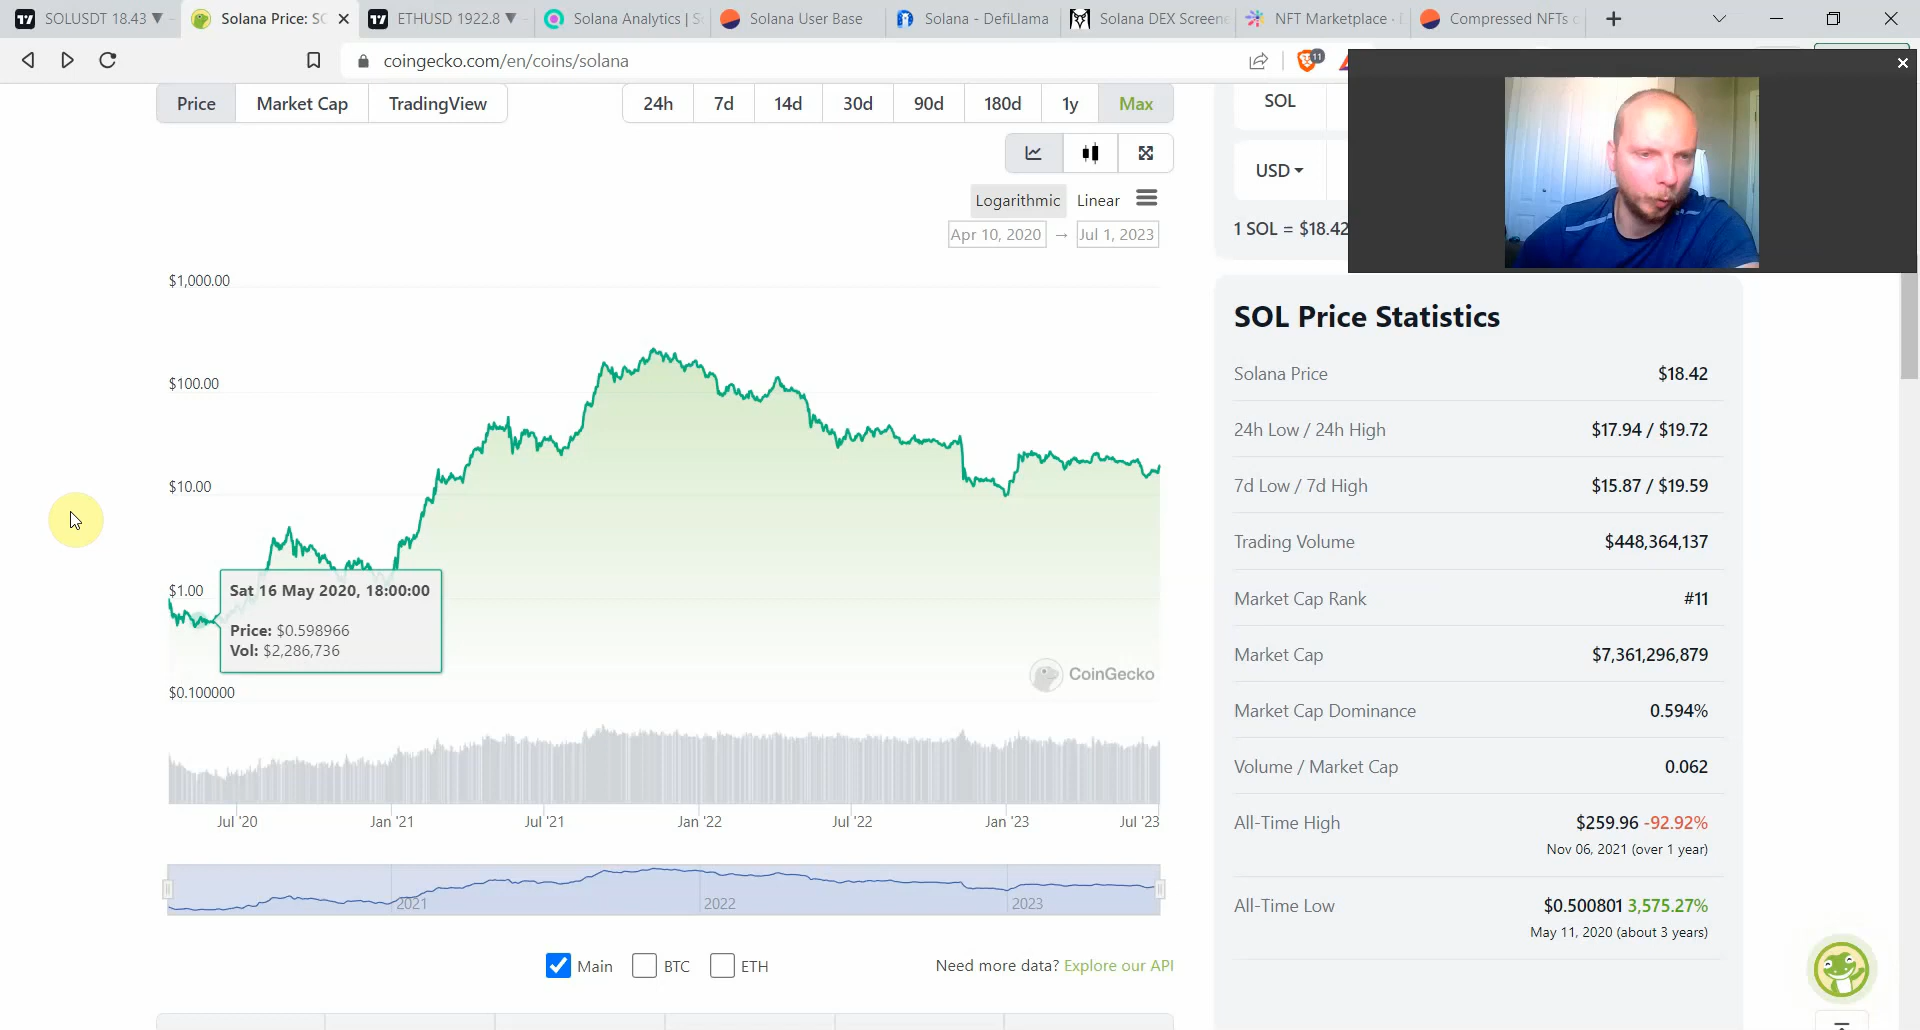 SOLUSDT 18.43 ▼
Solana Price: SO
ETHUSD 1922.8 ▼
Solana Analytics | S
Solana User Base
Solana - DefiLlama
Solana DEX Screene
NFT Marketplace ·
Compressed NFTs
coingecko.com/en/coins/solana
11
Price
Market Cap
TradingView
24h
7d
14d
30d
90d
180d
1y
Max
SOL
USD
1 SOL = $18.42
Logarithmic
Linear
Apr 10, 2020 → Jul 1, 2023
$1,000.00
$100.00
$10.00
$1.00
$0.100000
Sat 16 May 2020, 18:00:00
Price: $0.598966
Vol: $2,286,736
CoinGecko
Jul '20
Jan '21
Jul '21
Jan '22
Jul '22
Jan '23
Jul '23
2021
2022
2023
Main
BTC
ETH
Need more data? Explore our API
SOL Price Statistics
Solana Price $18.42
24h Low / 24h High $17.94 / $19.72
7d Low / 7d High $15.87 / $19.59
Trading Volume $448,364,137
Market Cap Rank #11
Market Cap $7,361,296,879
Market Cap Dominance 0.594%
Volume / Market Cap 0.062
All-Time High $259.96 -92.92%
Nov 06, 2021 (over 1 year)
All-Time Low $0.500801 3,575.27%
May 11, 2020 (about 3 years)